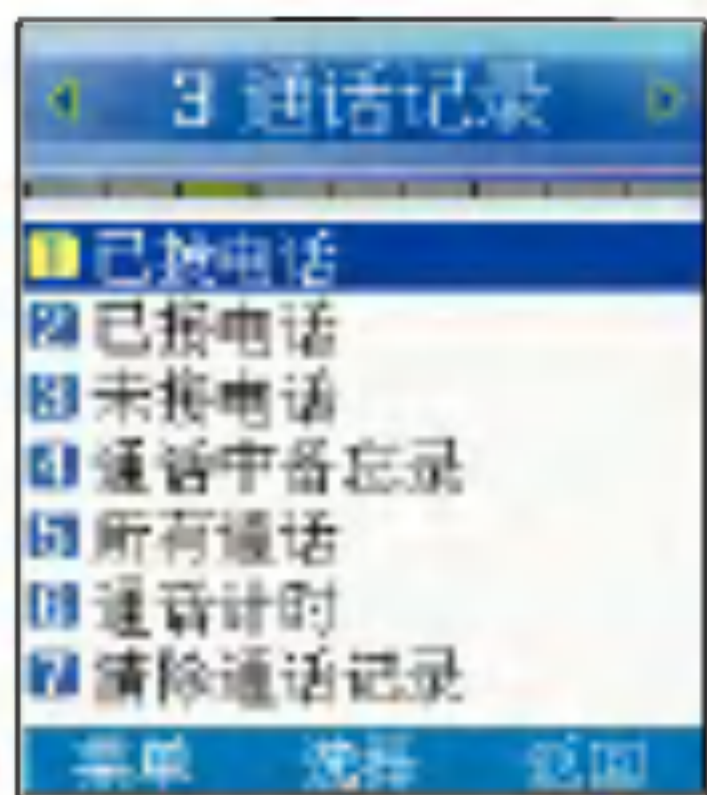 3 通话记录
1 已拨电话
2 已接电话
3 未接电话
4 通话中备忘录
5 所有通话
6 通话计时
7 清除通话记录
菜单 选择 返回